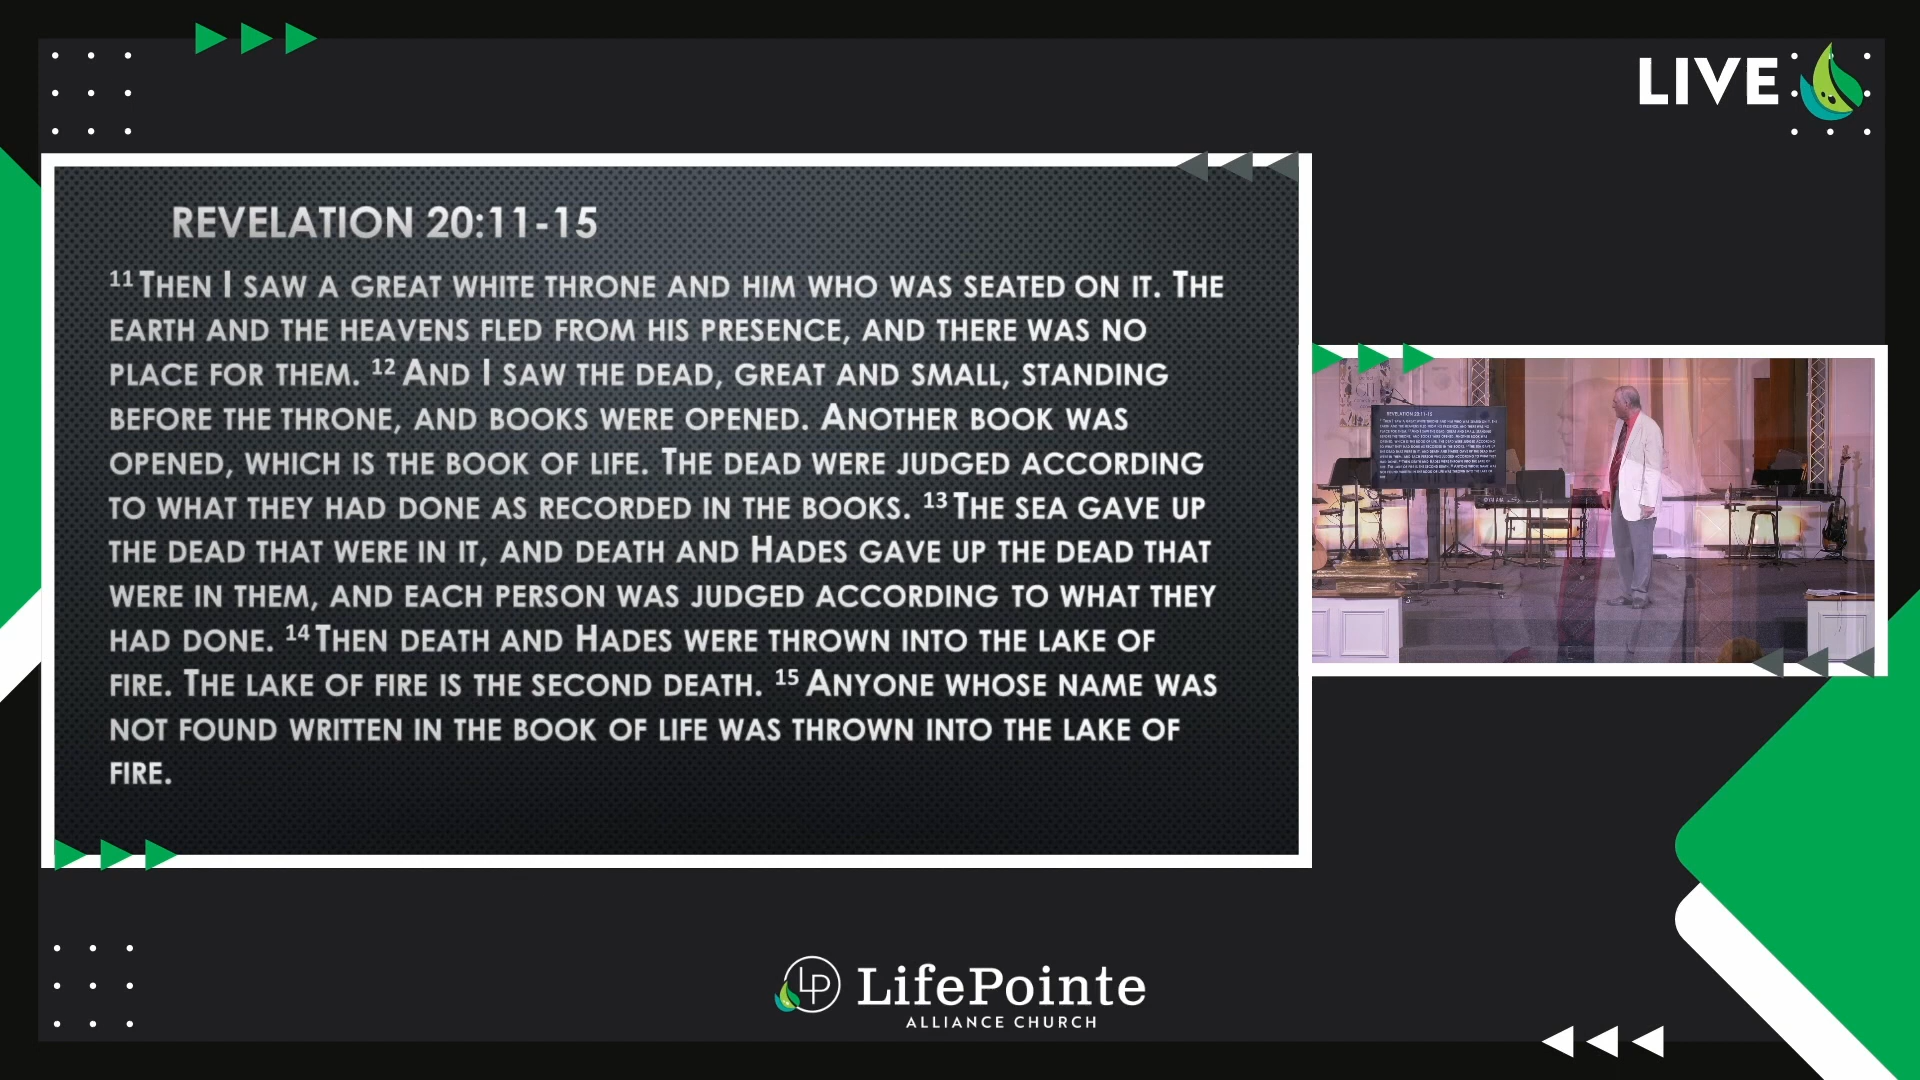 LIVE
REVELATION 20:11-15
11 THEN I SAW A GREAT WHITE THRONE AND HIM WHO WAS SEATED ON IT. THE
EARTH AND THE HEAVENS FLED FROM HIS PRESENCE, AND THERE WAS NO
PLACE FOR THEM. 12 AND I SAW THE DEAD, GREAT AND SMALL, STANDING
BEFORE THE THRONE, AND BOOKS WERE OPENED. ANOTHER BOOK WAS
OPENED, WHICH IS THE BOOK OF LIFE. THE DEAD WERE JUDGED ACCORDING
TO WHAT THEY HAD DONE AS RECORDED IN THE BOOKS. 13 THE SEA GAVE UP
THE DEAD THAT WERE IN IT, AND DEATH AND HADES GAVE UP THE DEAD THAT
WERE IN THEM, AND EACH PERSON WAS JUDGED ACCORDING TO WHAT THEY
HAD DONE. 14 THEN DEATH AND HADES WERE THROWN INTO THE LAKE OF
FIRE. THE LAKE OF FIRE IS THE SECOND DEATH. 15 ANYONE WHOSE NAME WAS
NOT FOUND WRITTEN IN THE BOOK OF LIFE WAS THROWN INTO THE LAKE OF
FIRE.
REVELATION 20:11-15
LP LifePointe
ALLIANCE CHURCH